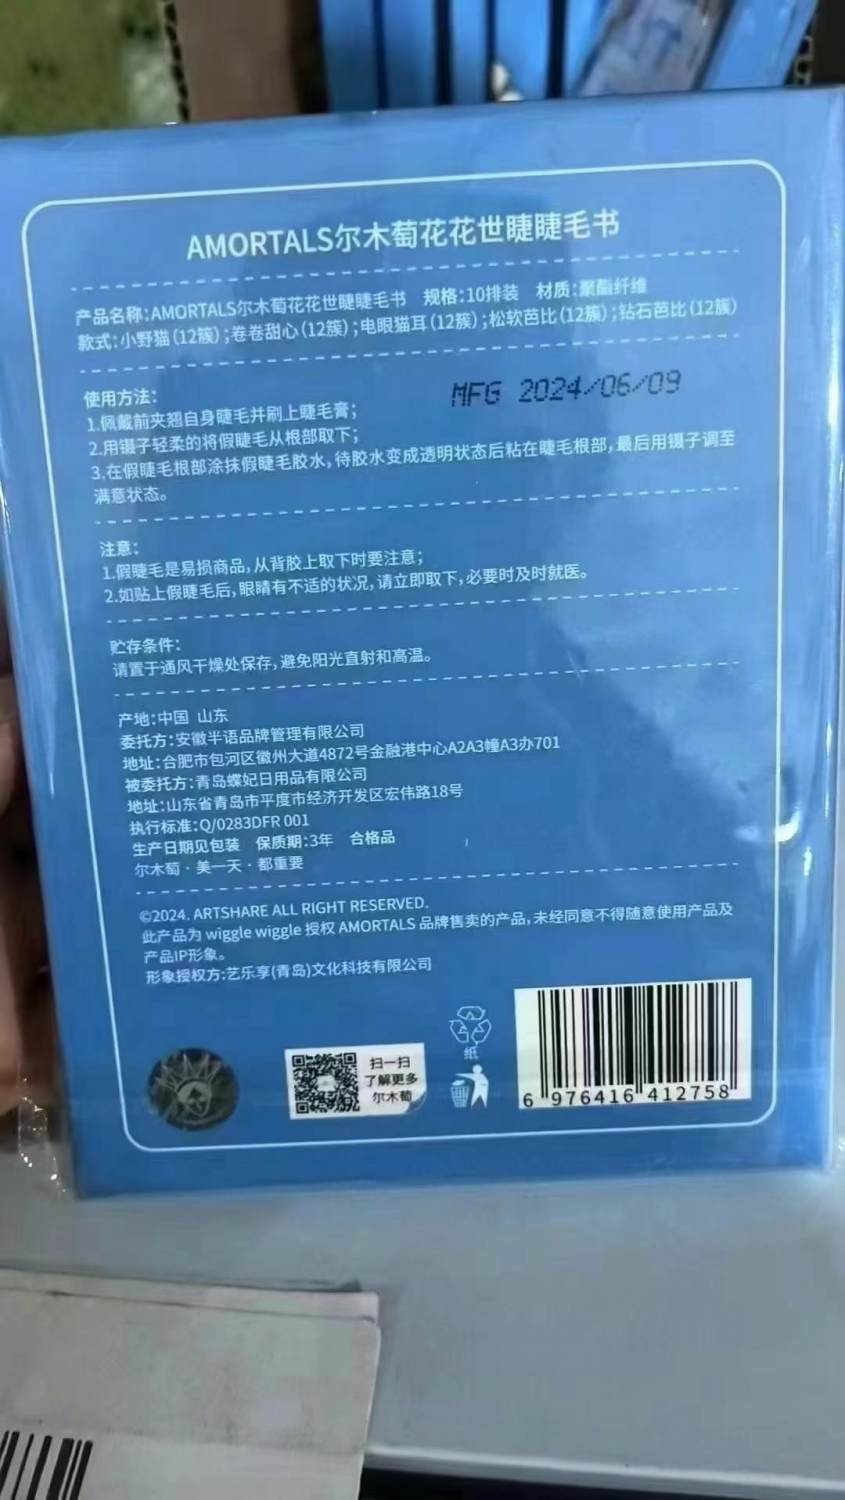 AMORTALS尔木萄花花世睫睫毛书
产品名称:AMORTALS尔木萄花花世睫睫毛书 规格:10排装 材质:聚酯纤维
款式:小野猫(12簇);卷卷甜心(12簇);电眼猫耳(12簇);松软芭比(12簇);钻石芭比(12簇)
使用方法:
MFG 2024/06/09
1.佩戴前夹翘自身睫毛并刷上睫毛膏;
2.用镊子轻柔的将假睫毛从根部取下;
3.在假睫毛根部涂抹假睫毛胶水,待胶水变成透明状态后粘在睫毛根部,最后用镊子调至
满意状态。
注意:
1.假睫毛是易损商品,从背胶上取下时要注意;
2.如贴上假睫毛后,眼睛有不适的状况,请立即取下,必要时及时就医。
贮存条件:
请置于通风干燥处保存,避免阳光直射和高温。
产地:中国 山东
委托方:安徽半语品牌管理有限公司
地址:合肥市包河区徽州大道4872号金融港中心A2A3幢A3办701
被委托方:青岛蝶妃日用品有限公司
地址:山东省青岛市平度市经济开发区宏伟路18号
执行标准:Q/0283DFR 001
生产日期见包装 保质期:3年 合格品
尔木萄·美一天·都重要
©2024. ARTSHARE ALL RIGHT RESERVED.
此产品为 wiggle wiggle 授权 AMORTALS 品牌售卖的产品,未经同意不得随意使用产品及
产品IP形象。
形象授权方:艺乐享(青岛)文化科技有限公司
扫一扫
了解更多
尔木萄
纸
6 976416 412758